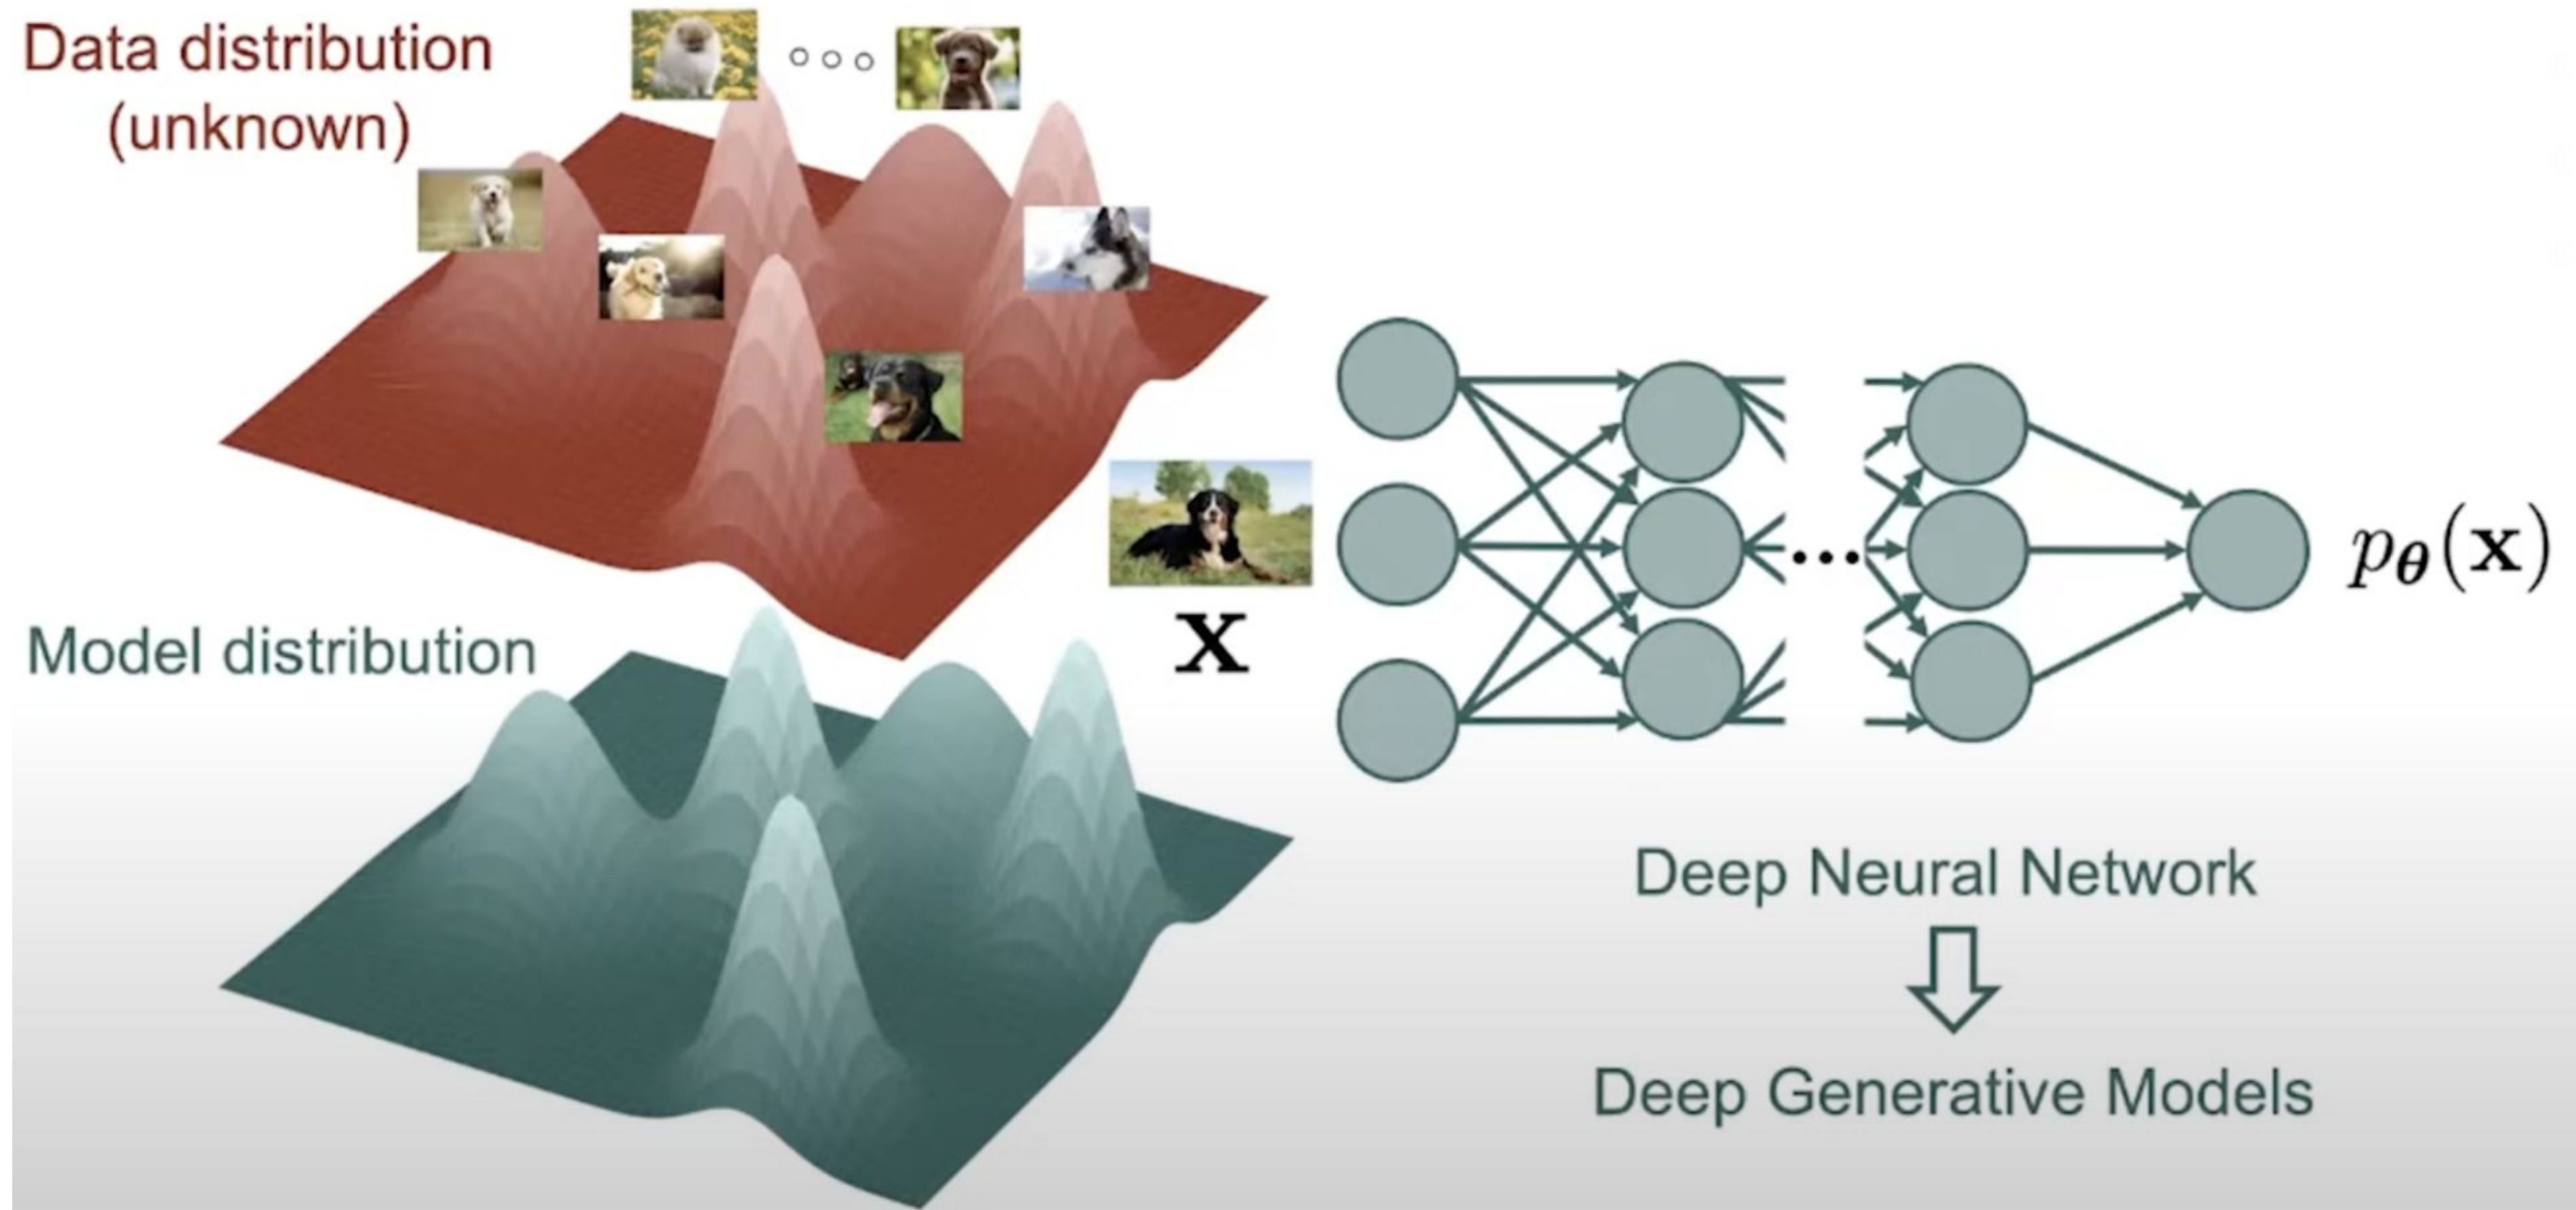 Data distribution
(unknown)
Model distribution
x
...
pθ(x)
Deep Neural Network
Deep Generative Models